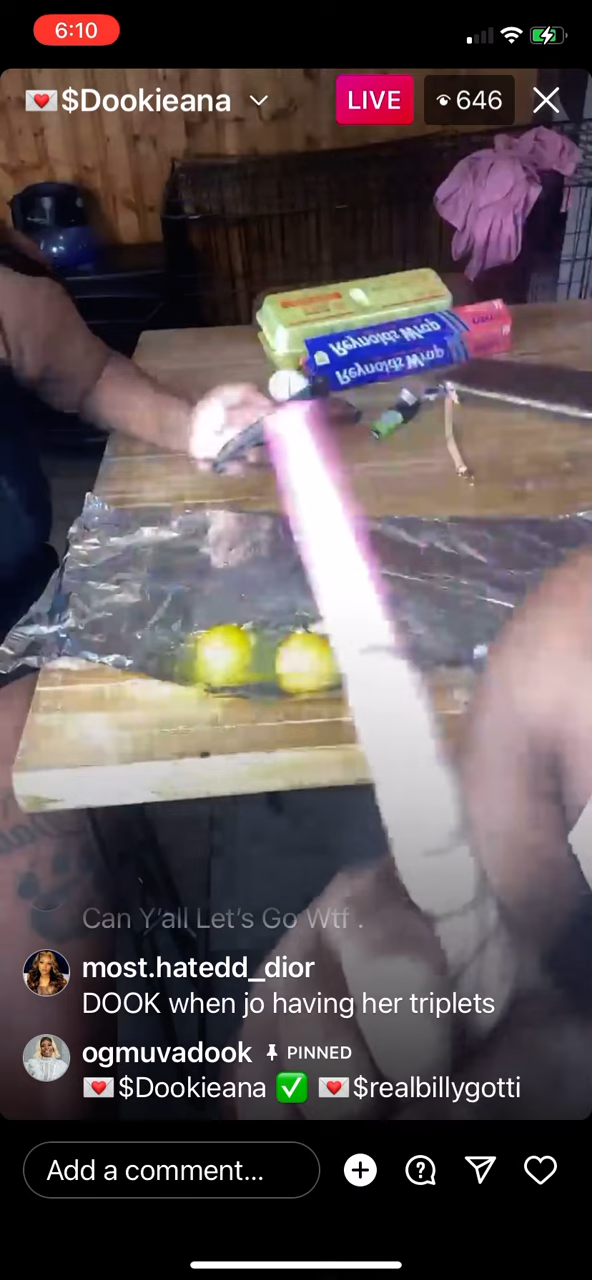 6:10
💌$Dookieana
LIVE
646
Reynolds Wrap
Reynolds Wrap
Can Y'all Let's Go Wtf .
most.hatedd_dior
DOOK when jo having her triplets
ogmuvadook PINNED
💌$Dookieana ✅ 💌$realbillygotti
Add a comment...